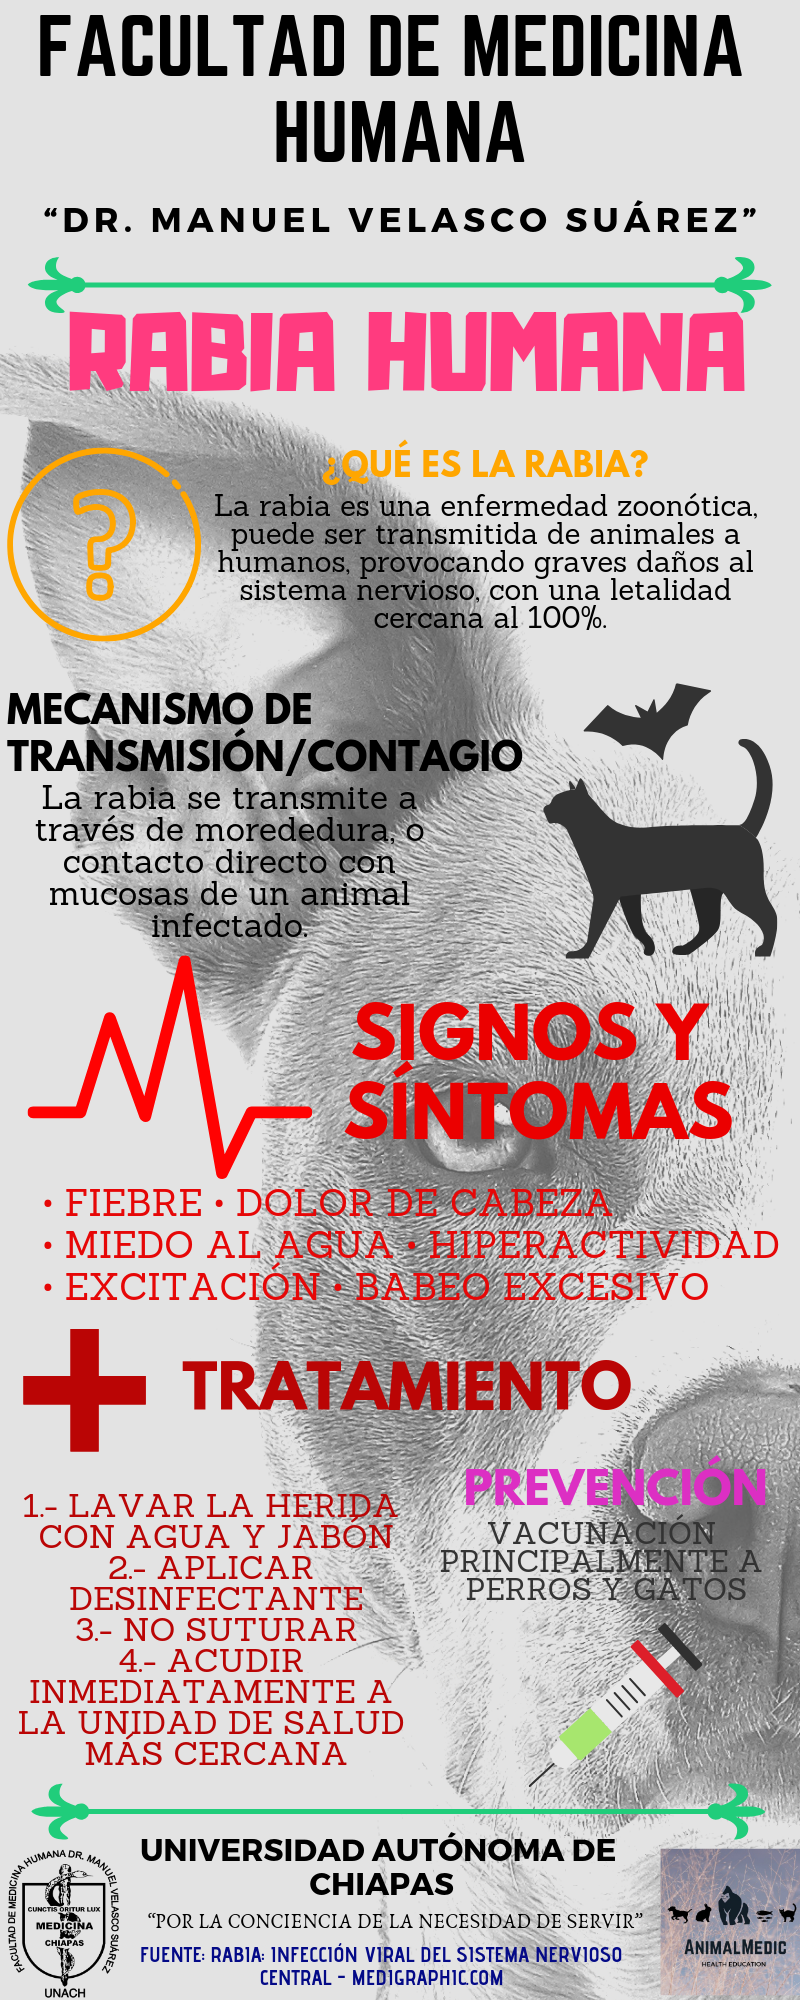 FACULTAD DE MEDICINA
HUMANA
“DR. MANUEL VELASCO SUÁREZ”
RABIA HUMANA
¿QUÉ ES LA RABIA?
La rabia es una enfermedad zoonótica,
puede ser transmitida de animales a
humanos, provocando graves daños al
sistema nervioso, con una letalidad
cercana al 100%.
MECANISMO DE
TRANSMISIÓN/CONTAGIO
La rabia se transmite a
través de morededura, o
contacto directo con
mucosas de un animal
infectado.
SIGNOS Y
SÍNTOMAS
• FIEBRE • DOLOR DE CABEZA
• MIEDO AL AGUA • HIPERACTIVIDAD
• EXCITACIÓN • BABEO EXCESIVO
TRATAMIENTO
1.- LAVAR LA HERIDA
CON AGUA Y JABÓN
2.- APLICAR
DESINFECTANTE
3.- NO SUTURAR
4.- ACUDIR
INMEDIATAMENTE A
LA UNIDAD DE SALUD
MÁS CERCANA
PREVENCIÓN
VACUNACIÓN
PRINCIPALMENTE A
PERROS Y GATOS
UNIVERSIDAD AUTÓNOMA DE
CHIAPAS
“POR LA CONCIENCIA DE LA NECESIDAD DE SERVIR”
FUENTE: RABIA: INFECCIÓN VIRAL DEL SISTEMA NERVIOSO
CENTRAL - MEDIGRAPHIC.COM
FACULTAD DE MEDICINA HUMANA DR. MANUEL VELASCO SUÁREZ
CUNCTIS ORITUR LUX
MEDICINA
CHIAPAS
UNACH
ANIMALMEDIC
HEALTH EDUCATION